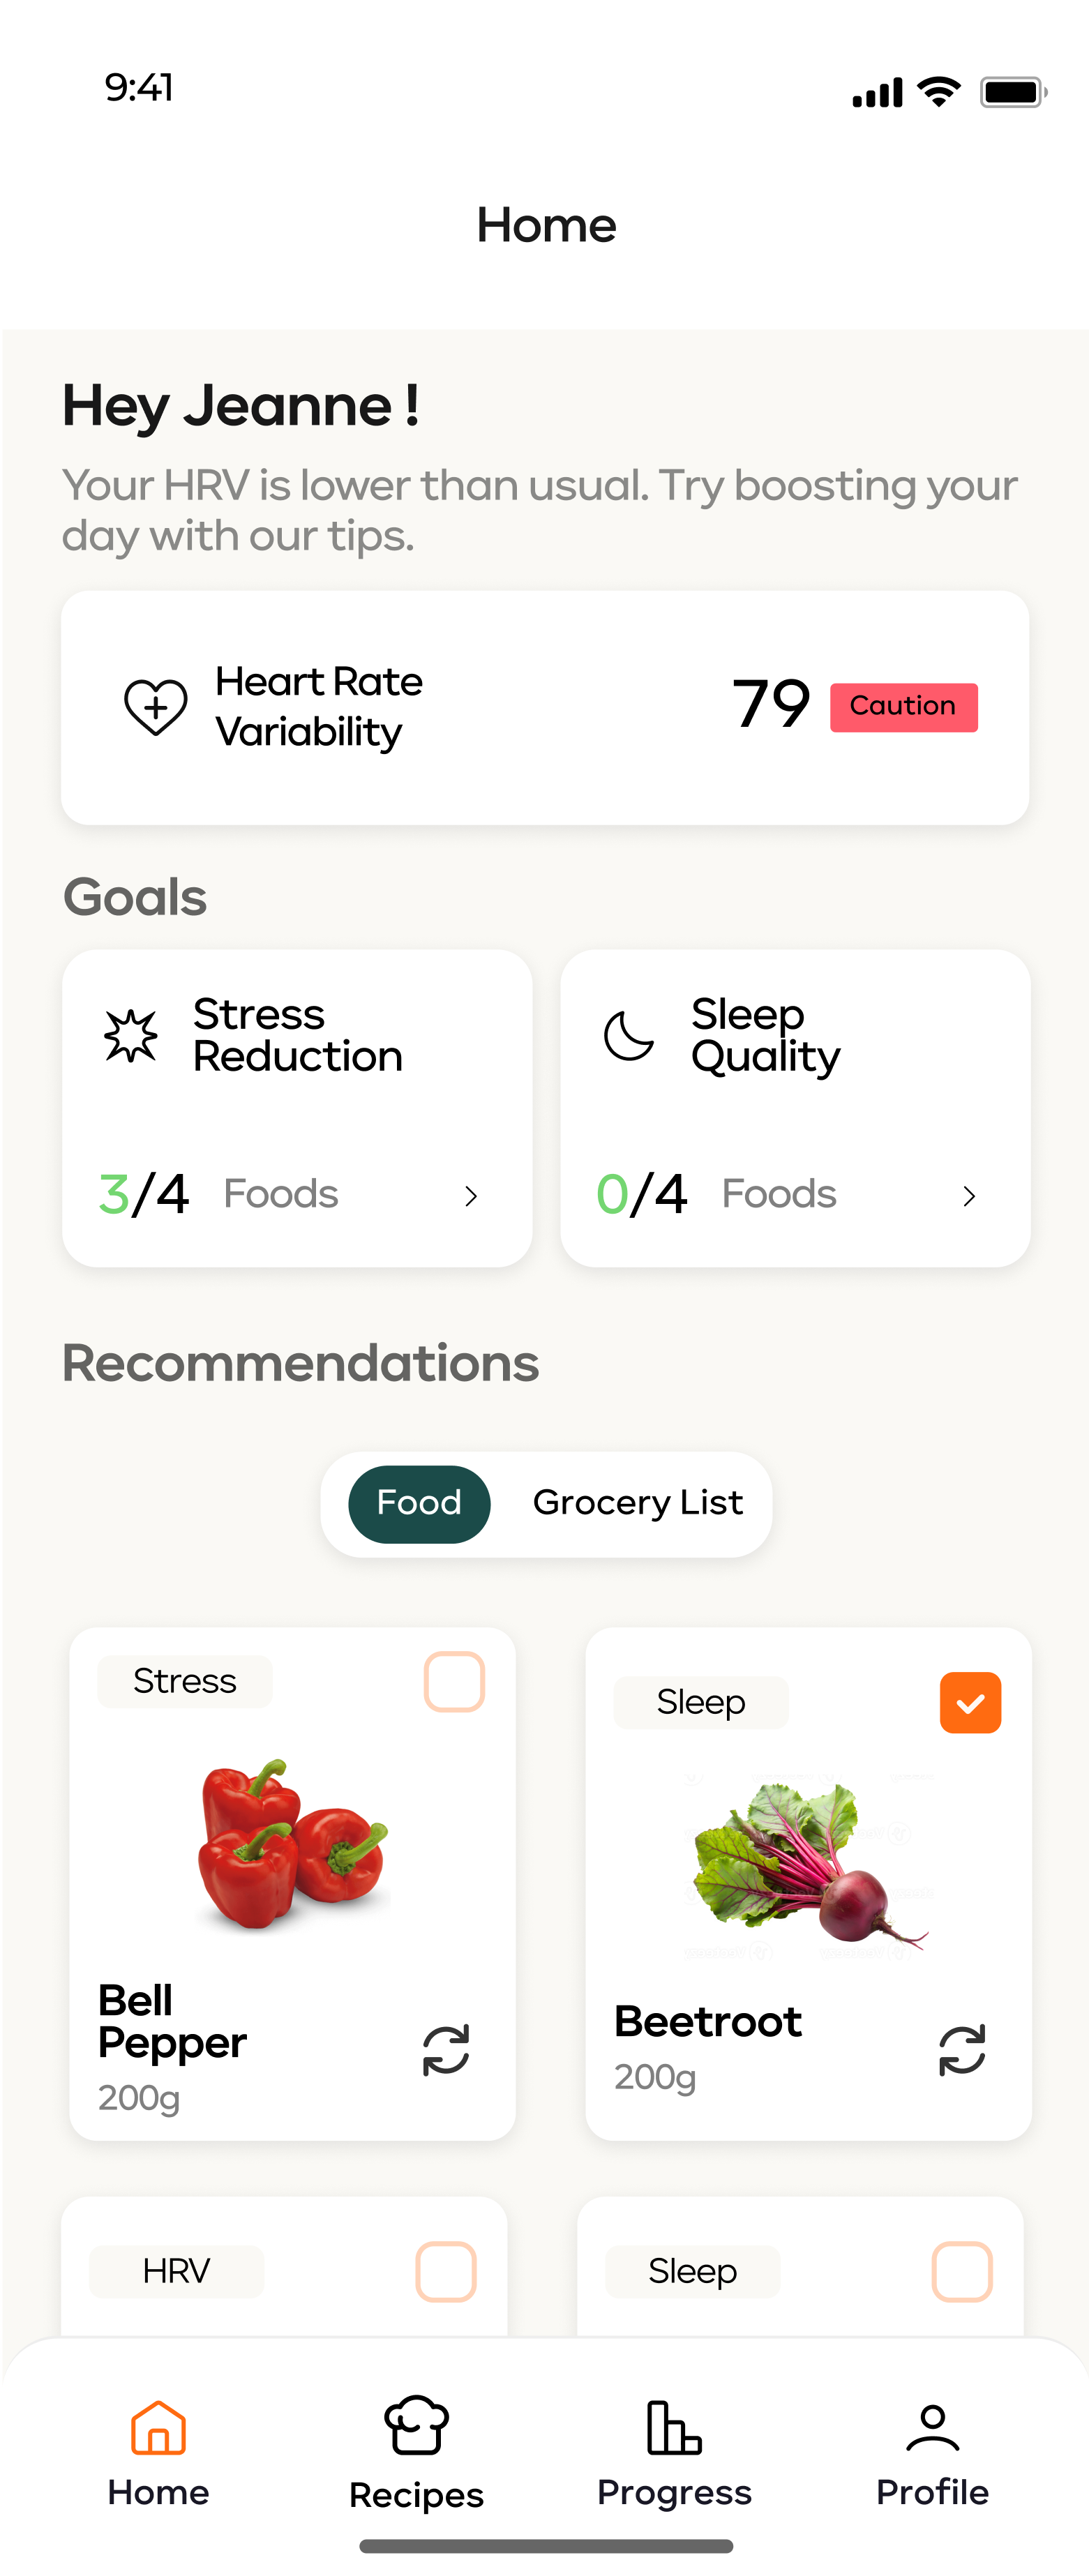 9:41
Home
Hey Jeanne !
Your HRV is lower than usual. Try boosting your
day with our tips.
Heart Rate
Variability
79
Caution
Goals
Stress
Reduction
3/4 Foods
Sleep
Quality
0/4 Foods
Recommendations
Food
Grocery List
Stress
Bell
Pepper
200g
Sleep
Beetroot
200g
HRV
Sleep
Home
Recipes
Progress
Profile